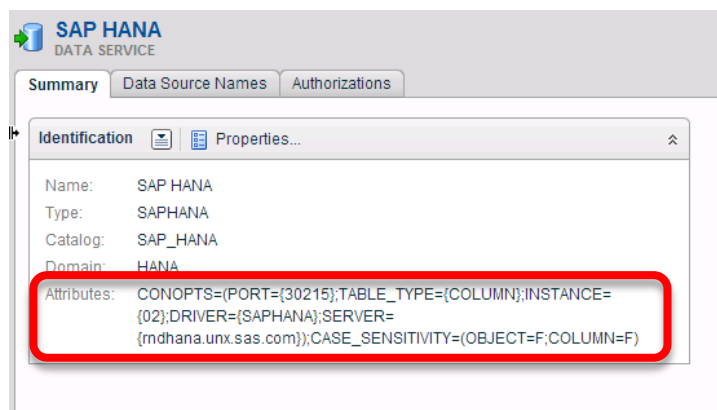 SAP HANA
DATA SERVICE
Summary Data Source Names Authorizations
Identification Properties...
Name: SAP HANA
Type: SAPHANA
Catalog: SAP_HANA
Domain: HANA
Attributes: CONOPTS=(PORT={30215};TABLE_TYPE={COLUMN};INSTANCE=
{02};DRIVER={SAPHANA};SERVER=
{rndhana.unx.sas.com});CASE_SENSITIVITY=(OBJECT=F;COLUMN=F)